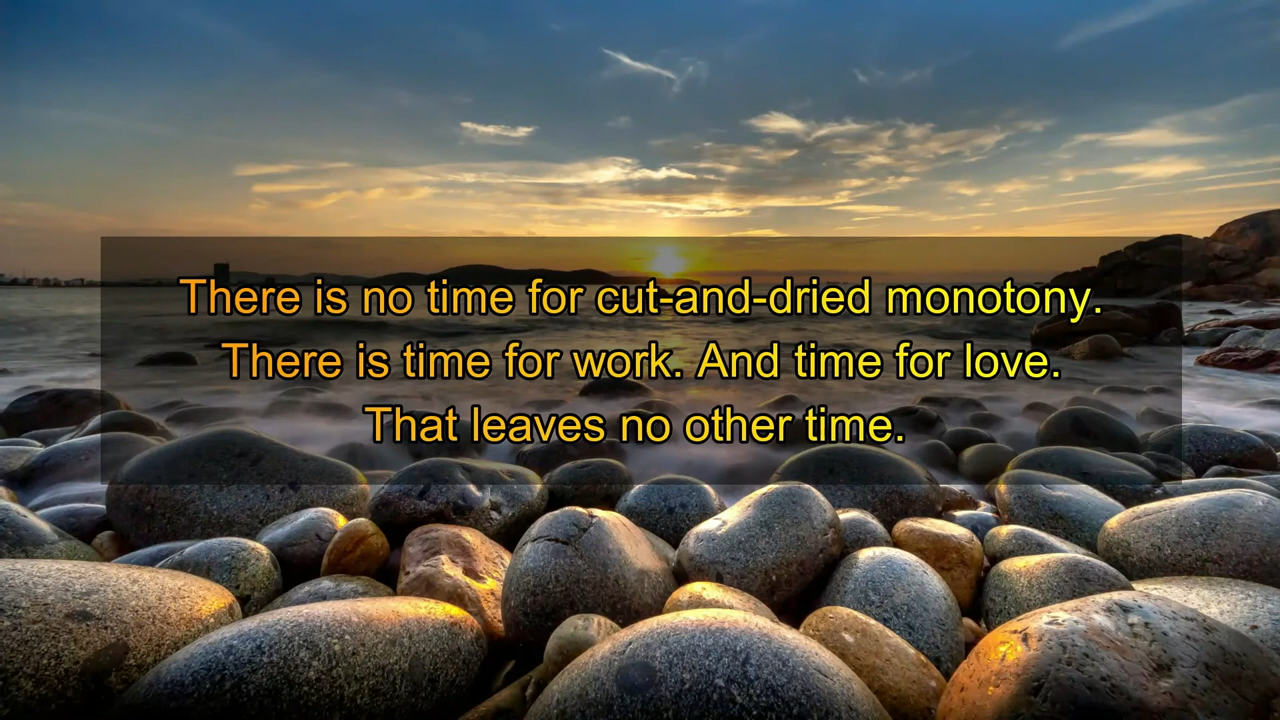 There is no time for cut-and-dried monotony.
There is time for work. And time for love.
That leaves no other time.